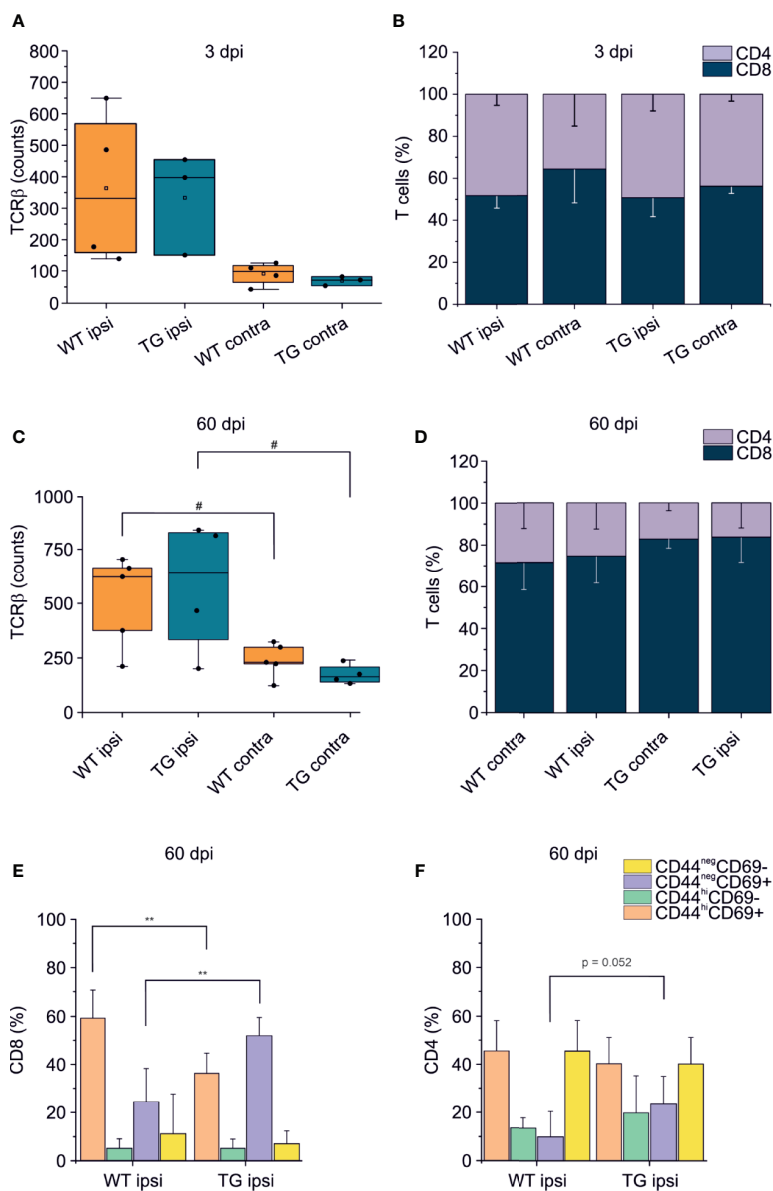 A
3 dpi
TCRβ (counts)
800
700
600
500
400
300
200
100
0
WT ipsi
TG ipsi
WT contra
TG contra
B
3 dpi
CD4
CD8
T cells (%)
120
100
80
60
40
20
0
WT ipsi
WT contra
TG ipsi
TG contra
C
60 dpi
#
#
TCRβ (counts)
1000
750
500
250
0
WT ipsi
TG ipsi
WT contra
TG contra
D
60 dpi
CD4
CD8
T cells (%)
120
100
80
60
40
20
0
WT contra
WT ipsi
TG contra
TG ipsi
E
60 dpi
**
**
CD8 (%)
100
80
60
40
20
0
WT ipsi
TG ipsi
F
60 dpi
CD44negCD69-
CD44negCD69+
CD44hiCD69-
CD44hiCD69+
p = 0.052
CD4 (%)
100
80
60
40
20
0
WT ipsi
TG ipsi